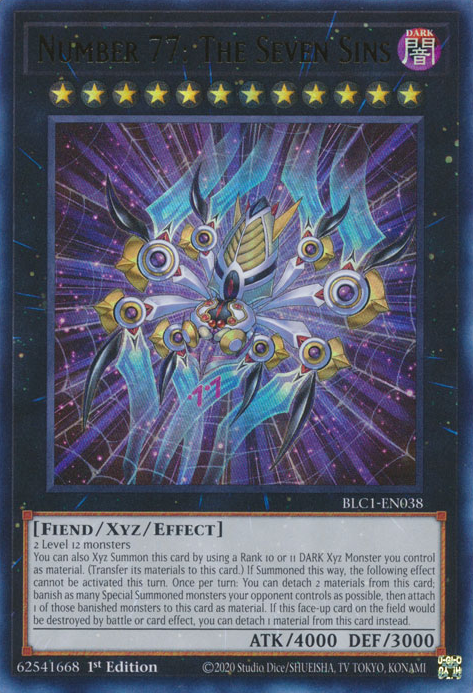 Number 77: The Seven Sins
DARK
闇
77
BLC1-EN038
[Fiend/Xyz/Effect]
2 Level 12 monsters
You can also Xyz Summon this card by using a Rank 10 or 11 DARK Xyz Monster you control
as material. (Transfer its materials to this card.) If Summoned this way, the following effect
cannot be activated this turn. Once per turn: You can detach 2 materials from this card;
banish as many Special Summoned monsters your opponent controls as possible, then attach
1 of those banished monsters to this card as material. If this face-up card on the field would
be destroyed by battle or card effect, you can detach 1 material from this card instead.
ATK/4000 DEF/3000
62541668 1st Edition ©2020 Studio Dice/SHUEISHA, TV TOKYO, KONAMI